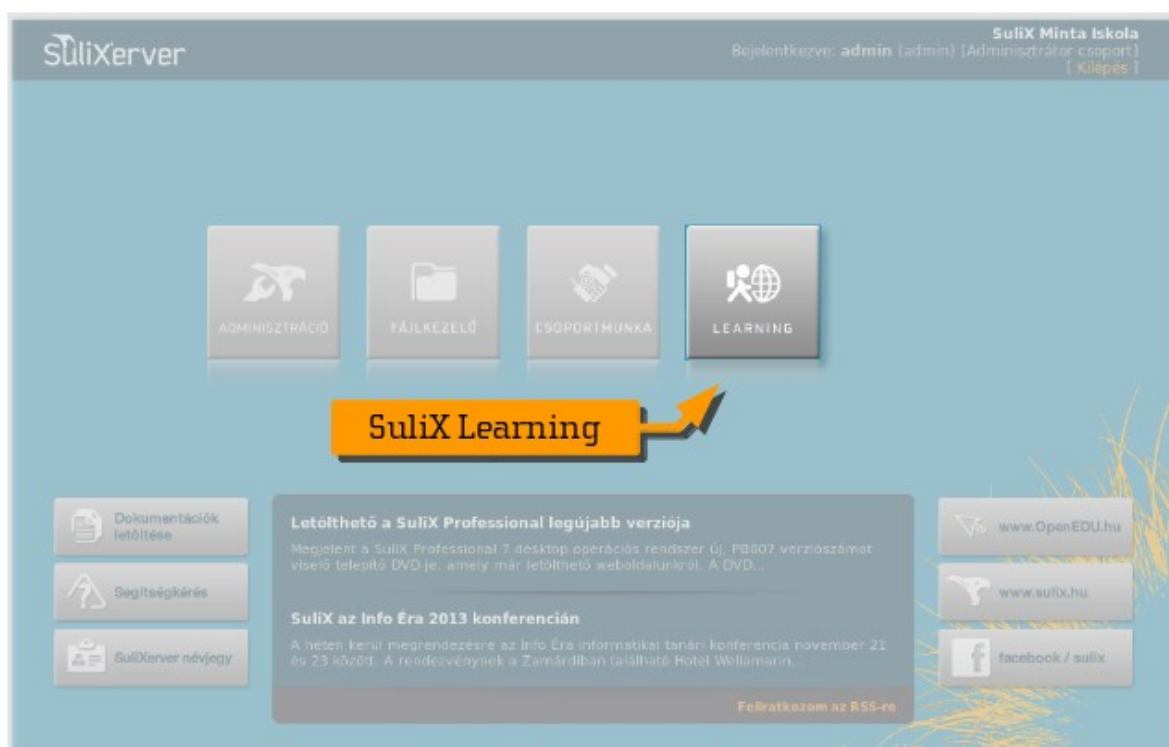 SuliXerver
SuliX Minta Iskola
Bejelentkezve: admin (admin) [Adminisztrátor csoport]
[ Kilépés ]
ADMINISZTRÁCIÓ
FÁJLKEZELŐ
CSOPORTMUNKA
LEARNING
SuliX Learning
Dokumentációk
letöltése
Segítségkérés
SuliXerver névjegy
Letölthető a SuliX Professional legújabb verziója
Megjelent a SuliX Professional 7 desktop operációs rendszer új, PB007 verziószámot
viselő telepítő DVD-je, amely már letölthető weboldalunkról. A DVD...
SuliX az Info Éra 2013 konferencián
A héten kerül megrendezésre az Info Éra informatikai tanári konferencia november 21
és 23 között. A rendezvénynek a Zamárdiban található Hotel Wellamarin...
Feliratkozom az RSS-re
www.OpenEDU.hu
www.sulix.hu
facebook / sulix